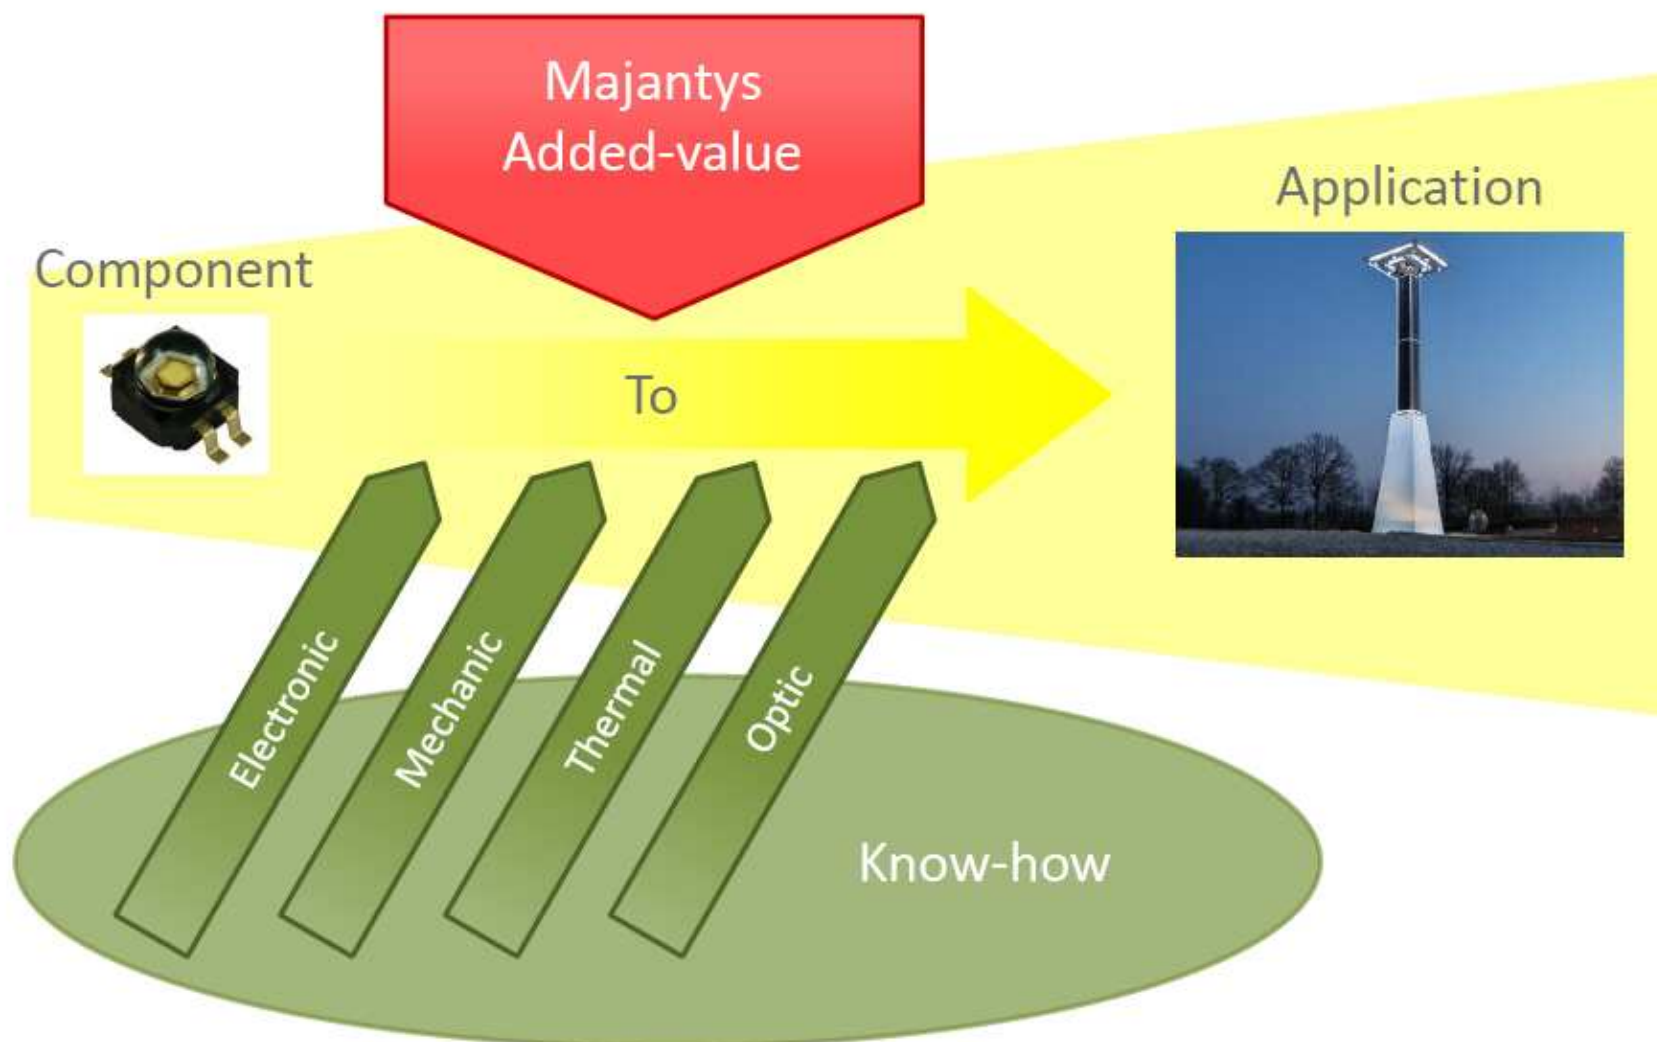 Majantys
Added-value
Component
Application
To
Electronic
Mechanic
Thermal
Optic
Know-how